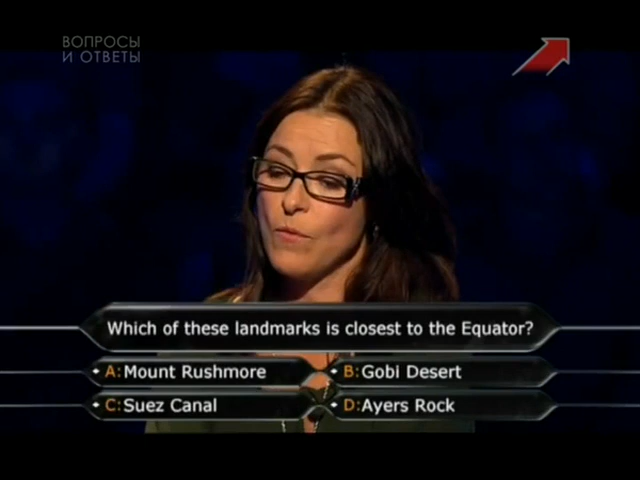 ВОПРОСЫ
И ОТВЕТЫ
Which of these landmarks is closest to the Equator?
A: Mount Rushmore
B: Gobi Desert
C: Suez Canal
D: Ayers Rock